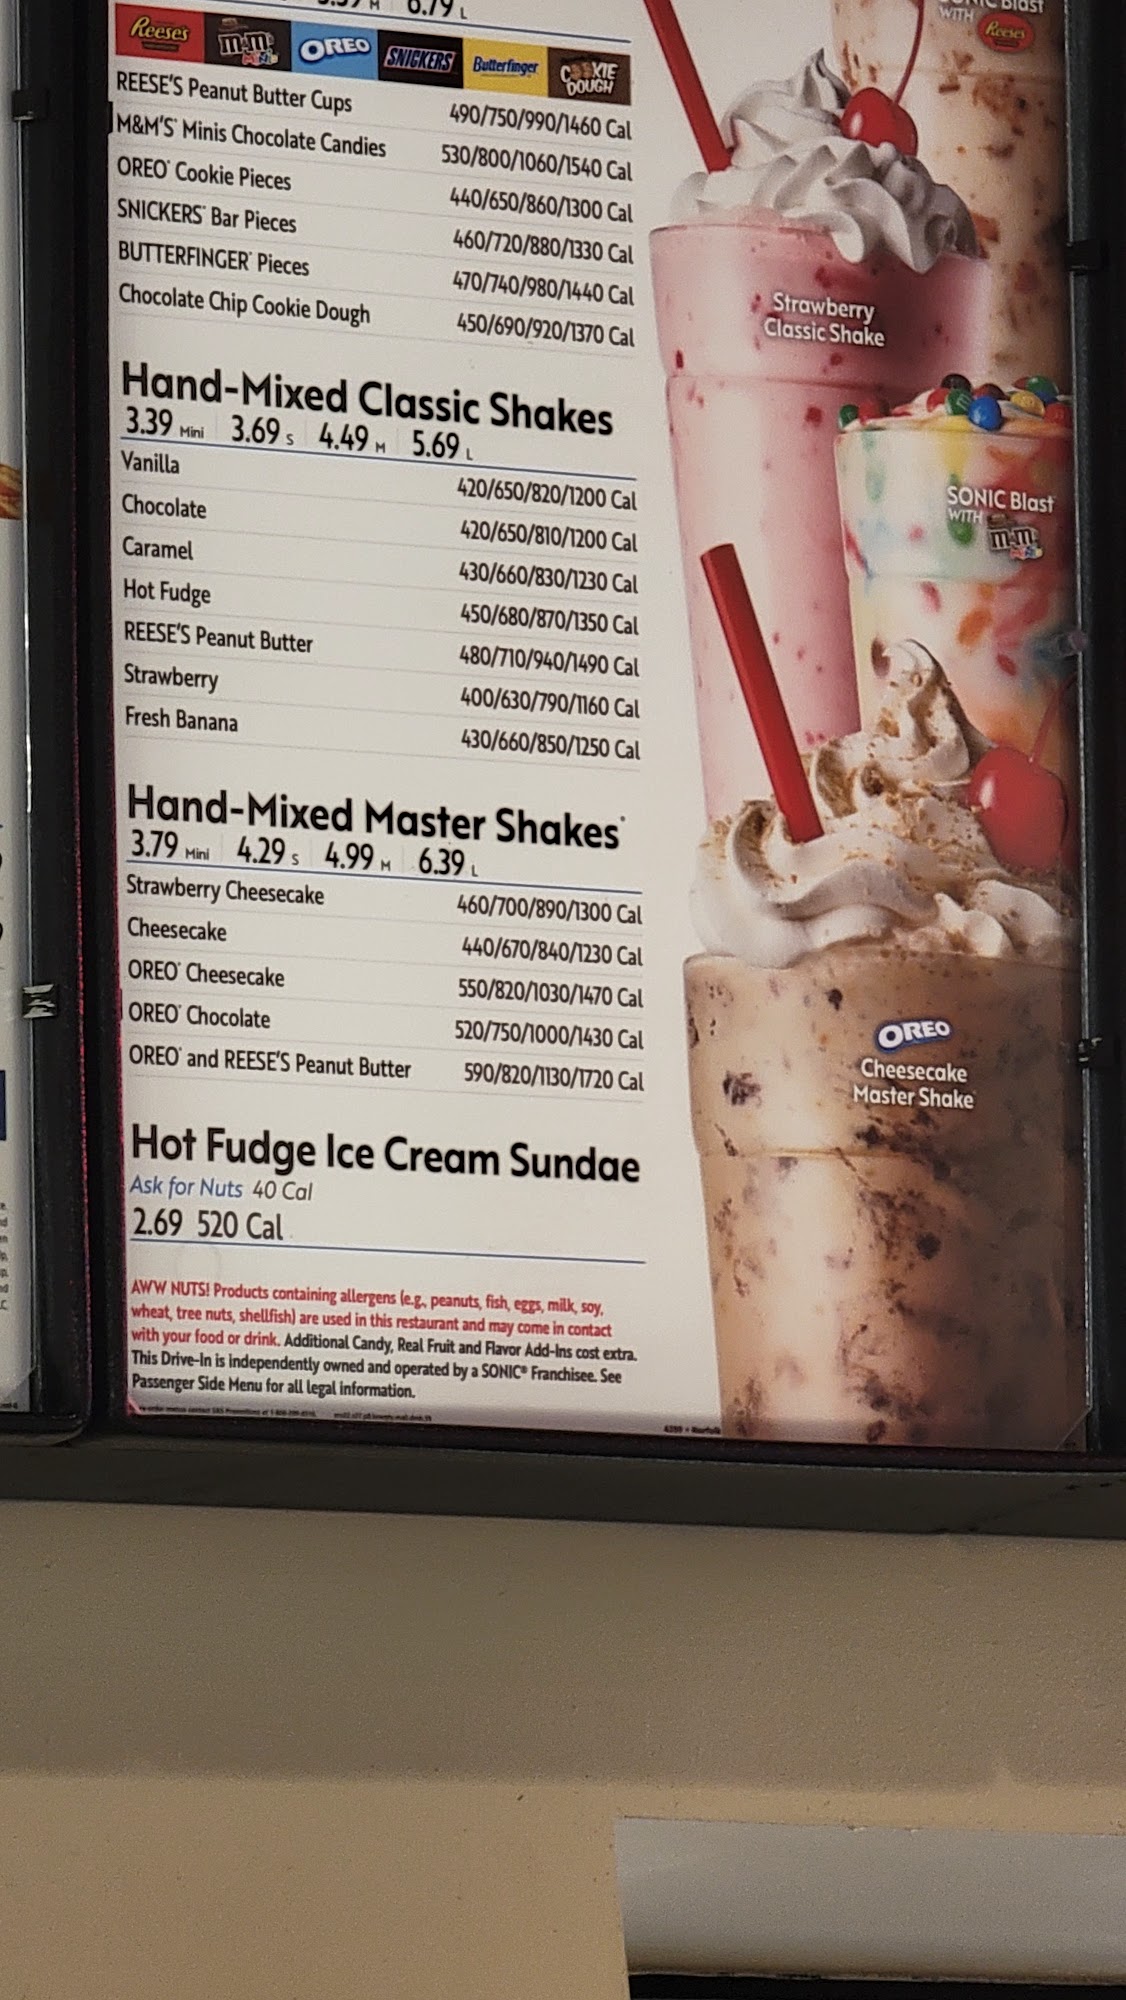 6.79 L
Reese's m&m's MINIS OREO SNICKERS Butterfinger COOKIE DOUGH
REESE'S Peanut Butter Cups 490/750/990/1460 Cal
M&M'S® Minis Chocolate Candies 530/800/1060/1540 Cal
OREO® Cookie Pieces 440/650/860/1300 Cal
SNICKERS® Bar Pieces 460/720/880/1330 Cal
BUTTERFINGER® Pieces 470/740/980/1440 Cal
Chocolate Chip Cookie Dough 450/690/920/1370 Cal
Hand-Mixed Classic Shakes
3.39 Mini 3.69 S 4.49 M 5.69 L
Vanilla 420/650/820/1200 Cal
Chocolate 420/650/810/1200 Cal
Caramel 430/660/830/1230 Cal
Hot Fudge 450/680/870/1350 Cal
REESE'S Peanut Butter 480/710/940/1490 Cal
Strawberry 400/630/790/1160 Cal
Fresh Banana 430/660/850/1250 Cal
Hand-Mixed Master Shakes®
3.79 Mini 4.29 S 4.99 M 6.39 L
Strawberry Cheesecake 460/700/890/1300 Cal
Cheesecake 440/670/840/1230 Cal
OREO® Cheesecake 550/820/1030/1470 Cal
OREO® Chocolate 520/750/1000/1430 Cal
OREO® and REESE'S Peanut Butter 590/820/1130/1720 Cal
Hot Fudge Ice Cream Sundae
Ask for Nuts 40 Cal
2.69 520 Cal
AWW NUTS! Products containing allergens (e.g., peanuts, fish, eggs, milk, soy,
wheat, tree nuts, shellfish) are used in this restaurant and may come in contact
with your food or drink. Additional Candy, Real Fruit and Flavor Add-Ins cost extra.
This Drive-In is independently owned and operated by a SONIC® Franchisee. See
Passenger Side Menu for all legal information.
SONIC Blast
WITH Reese's
Strawberry
Classic Shake
SONIC Blast
WITH m&m's MINIS
OREO
Cheesecake
Master Shake®